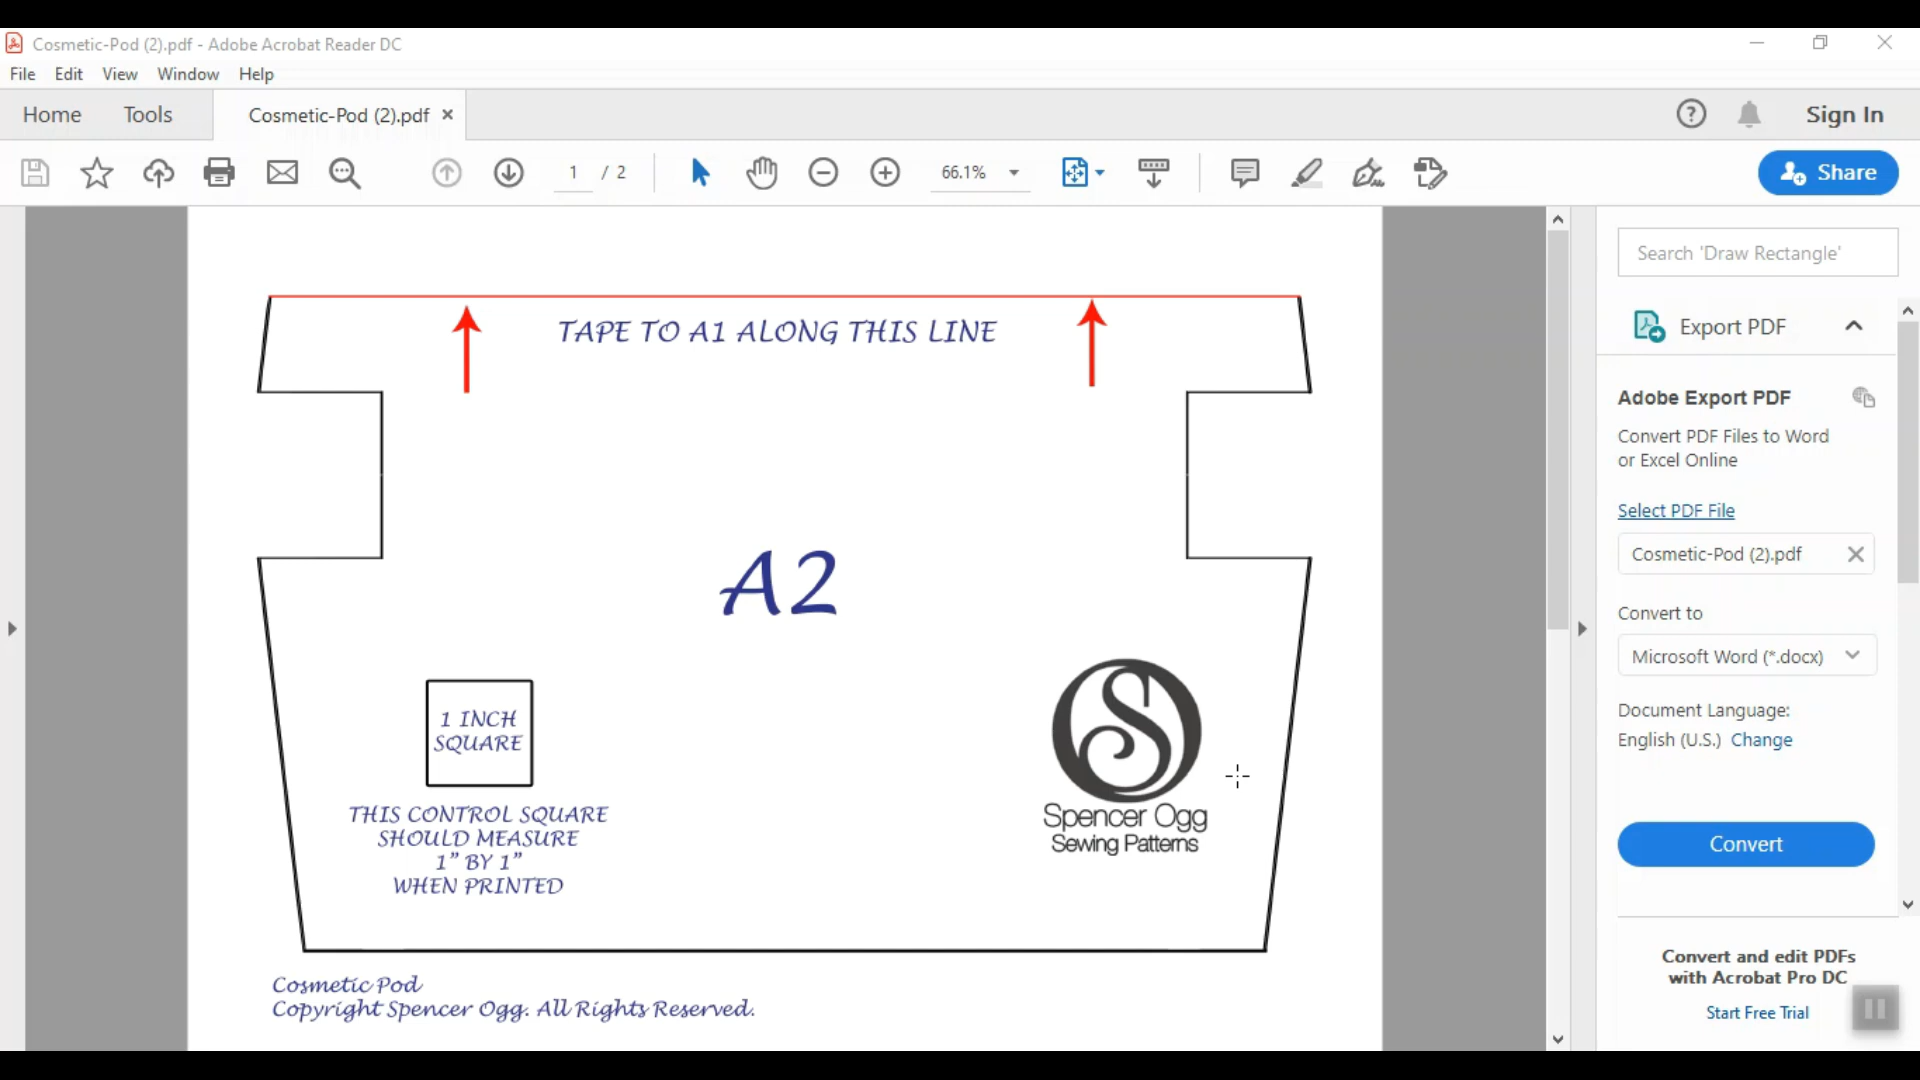 Cosmetic-Pod (2).pdf - Adobe Acrobat Reader DC
File Edit View Window Help
Home Tools Cosmetic-Pod (2).pdf × Sign In
1 / 2 66.1% Share
Search 'Draw Rectangle'
Export PDF
Adobe Export PDF
Convert PDF Files to Word
or Excel Online
Select PDF File
Cosmetic-Pod (2).pdf
Convert to
Microsoft Word (*.docx)
Document Language:
English (U.S.) Change
Convert
Convert and edit PDFs
with Acrobat Pro DC
Start Free Trial
TAPE TO A1 ALONG THIS LINE
A2
1 INCH
SQUARE
THIS CONTROL SQUARE
SHOULD MEASURE
1” BY 1”
WHEN PRINTED
Spencer Ogg
Sewing Patterns
Cosmetic Pod
Copyright Spencer Ogg. All Rights Reserved.